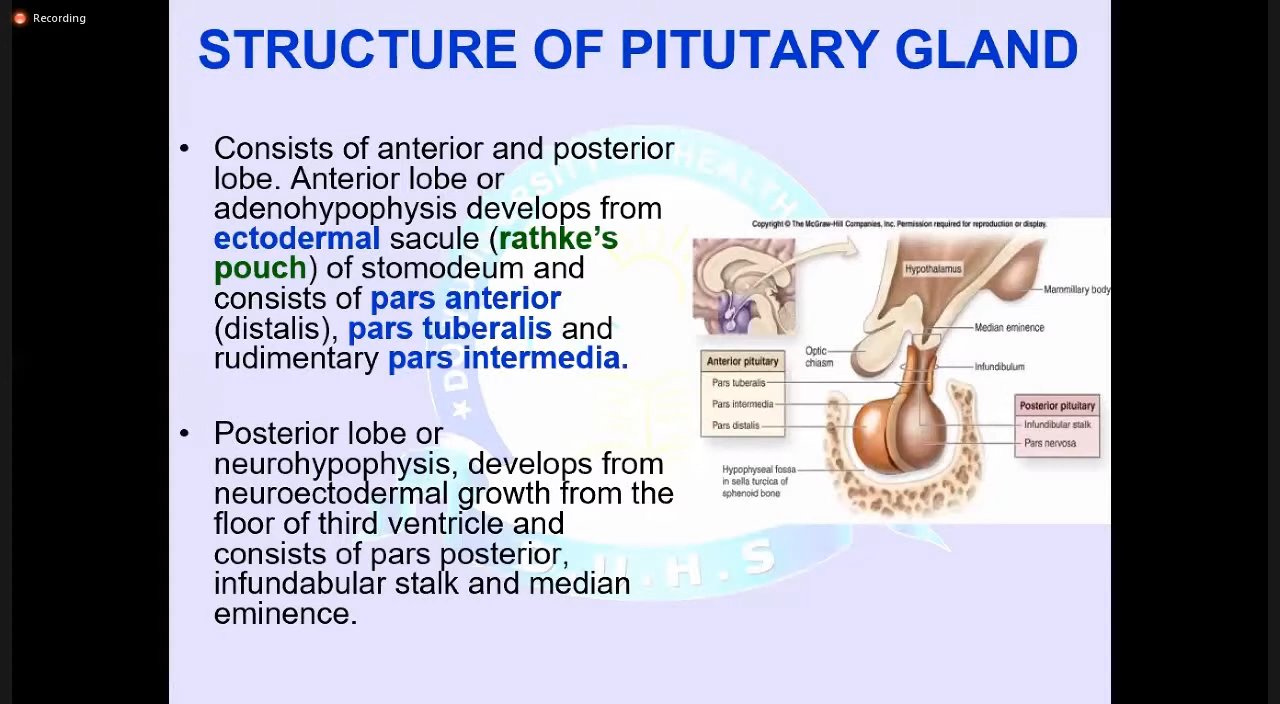 Recording
STRUCTURE OF PITUTARY GLAND
• Consists of anterior and posterior
lobe. Anterior lobe or
adenohypophysis develops from
ectodermal sacule (rathke’s
pouch) of stomodeum and
consists of pars anterior
(distalis), pars tuberalis and
rudimentary pars intermedia.
• Posterior lobe or
neurohypophysis, develops from
neuroectodermal growth from the
floor of third ventricle and
consists of pars posterior,
infundabular stalk and median
eminence.
Copyright © The McGraw-Hill Companies, Inc. Permission required for reproduction or display.
Hypothalamus
Mammillary body
Median eminence
Optic
chiasm
Infundibulum
Anterior pituitary
Pars tuberalis
Pars intermedia
Pars distalis
Posterior pituitary
Infundibular stalk
Pars nervosa
Hypophyseal fossa
in sella turcica of
sphenoid bone
U.H.S